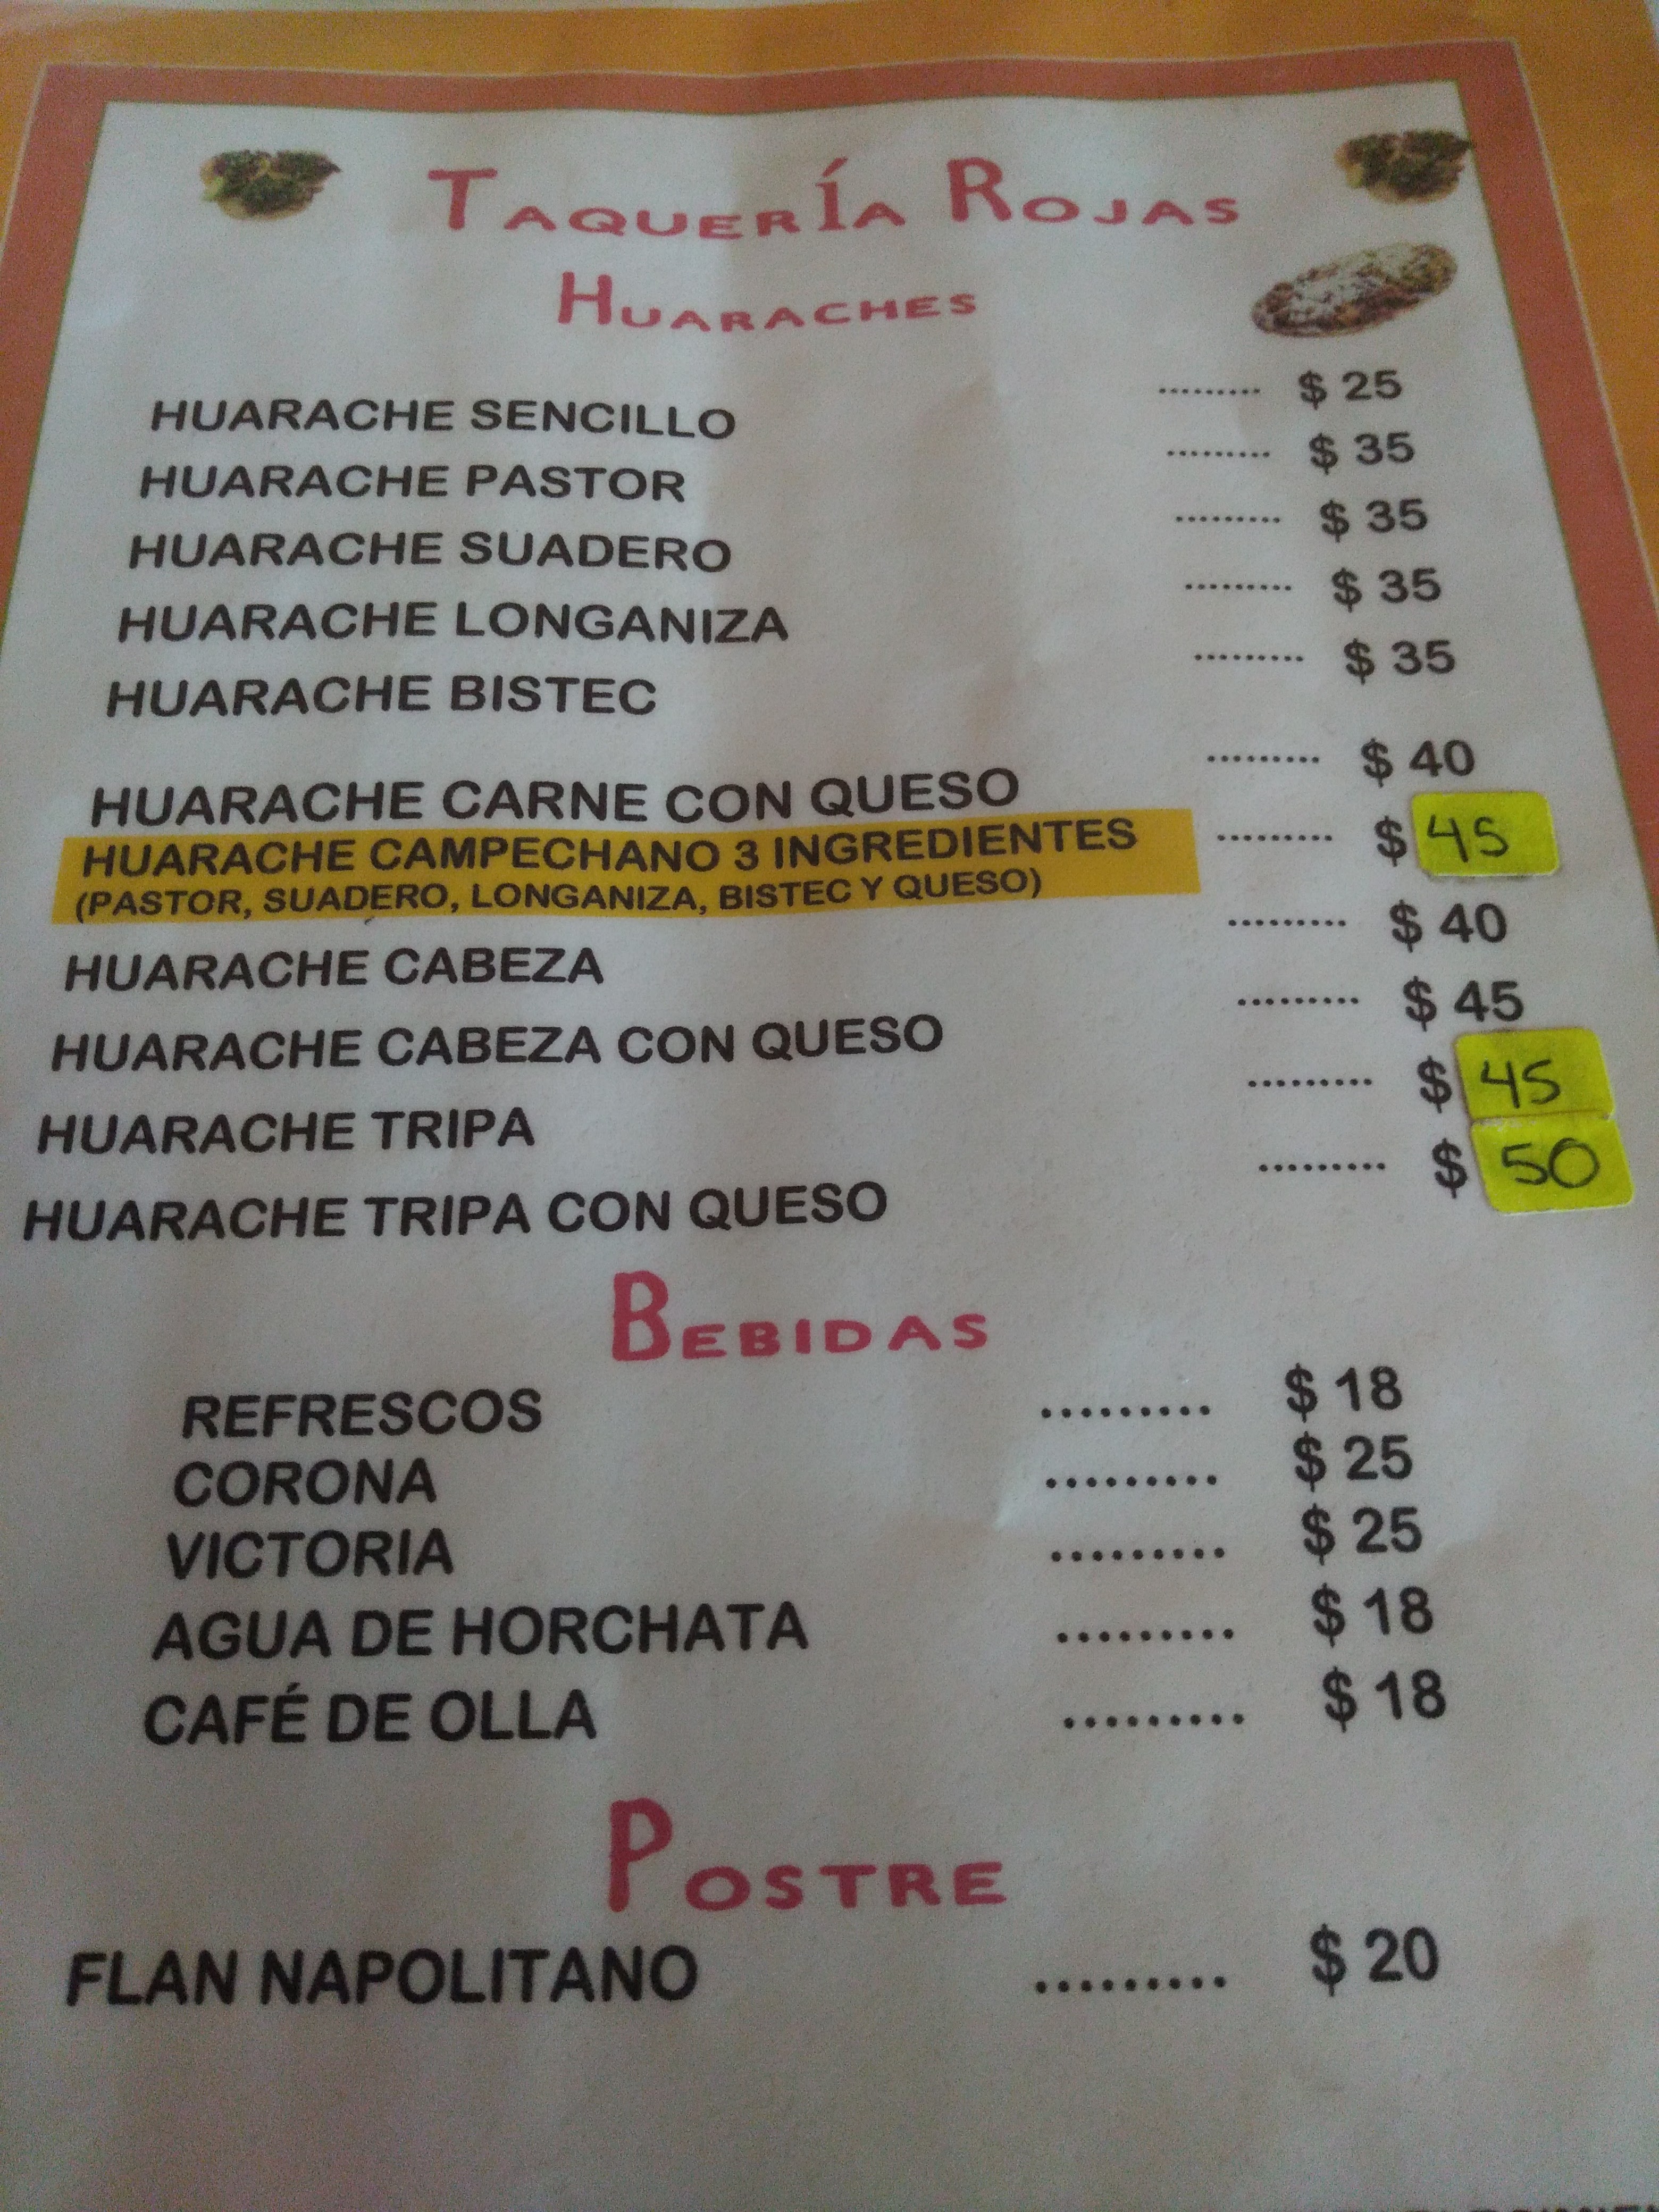 TAQUERÍA ROJAS
HUARACHES
HUARACHE SENCILLO ......... $ 25
HUARACHE PASTOR ......... $ 35
HUARACHE SUADERO ......... $ 35
HUARACHE LONGANIZA ......... $ 35
HUARACHE BISTEC ......... $ 35
HUARACHE CARNE CON QUESO ......... $ 40
HUARACHE CAMPECHANO 3 INGREDIENTES ......... $ 45
(PASTOR, SUADERO, LONGANIZA, BISTEC Y QUESO)
HUARACHE CABEZA ......... $ 40
HUARACHE CABEZA CON QUESO ......... $ 45
HUARACHE TRIPA ......... $ 45
HUARACHE TRIPA CON QUESO ......... $ 50
BEBIDAS
REFRESCOS ......... $ 18
CORONA ......... $ 25
VICTORIA ......... $ 25
AGUA DE HORCHATA ......... $ 18
CAFÉ DE OLLA ......... $ 18
POSTRE
FLAN NAPOLITANO ......... $ 20